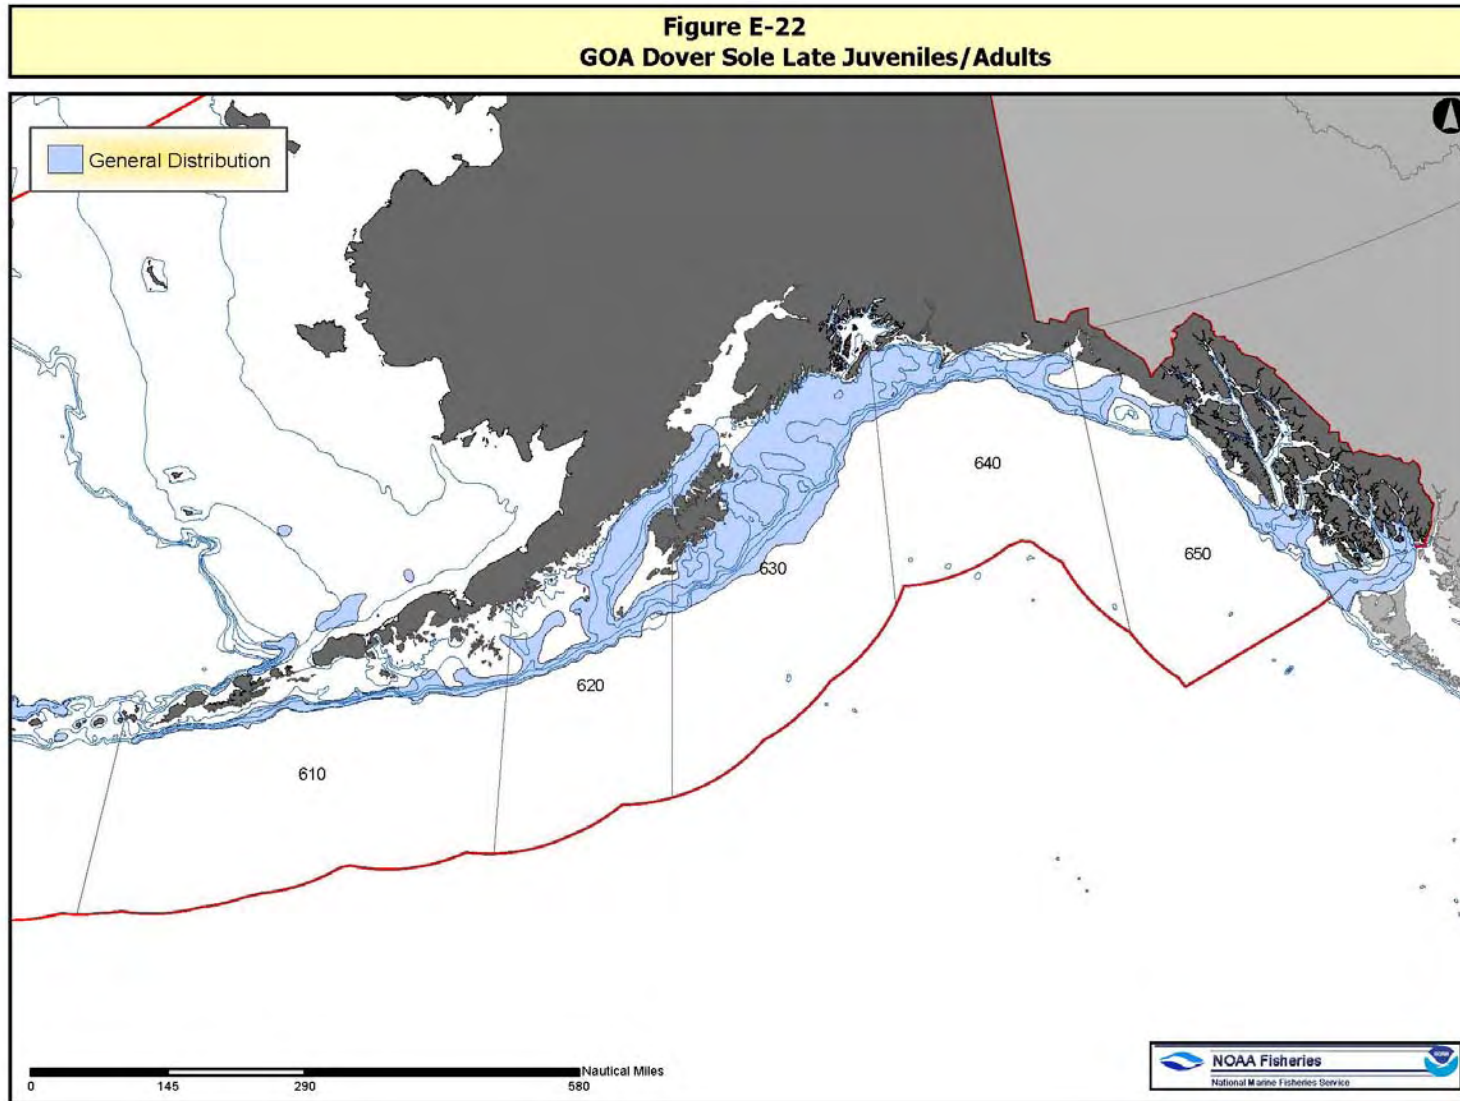 Figure E-22
GOA Dover Sole Late Juveniles/Adults
General Distribution
640
650
630
620
610
Nautical Miles
0 145 290 580
NOAA Fisheries
National Marine Fisheries Service